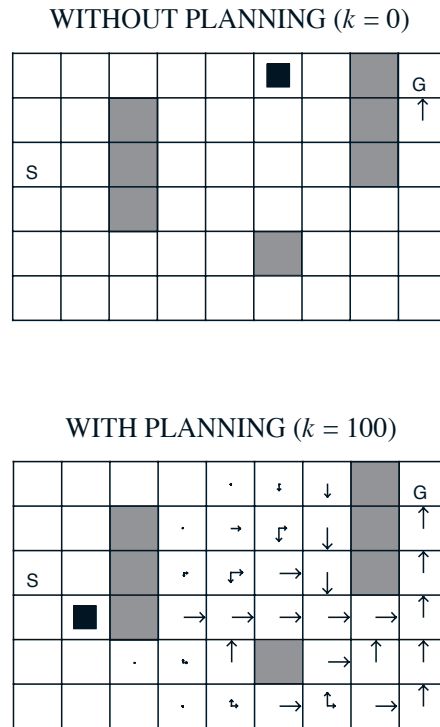 WITHOUT PLANNING (k = 0)
G
S
WITH PLANNING (k = 100)
G
S